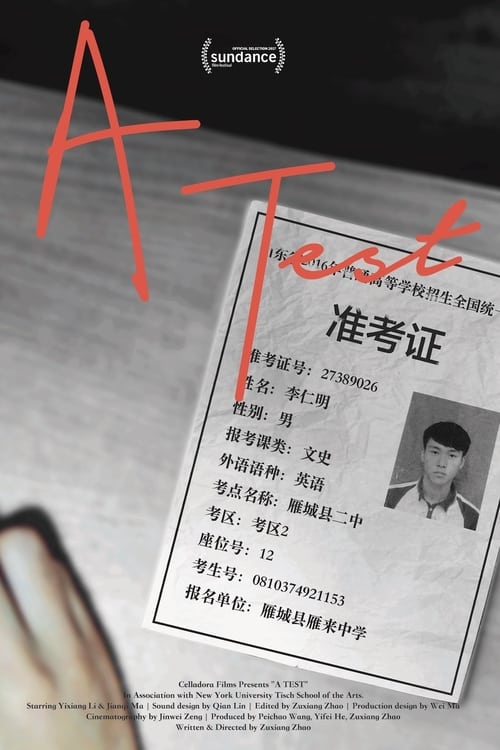 OFFICIAL SELECTION 2017
sundance
film festival
A
Test
2016年普通高等学校招生全国统一
准考证
准考证号：27389026
姓名：李仁明
性别：男
报考课类：文史
外语语种：英语
考点名称：雁城县二中
考区：考区2
座位号：12
考生号：0810374921153
报名单位：雁城县雁来中学
Celladora Films Presents "A TEST"
In Association with New York University Tisch School of the Arts.
Starring Yixiang Li & Jianqi Ma | Sound design by Qian Lin | Edited by Zuxiang Zhao | Production design by Wei Ma
Cinematography by Jinwei Zeng | Produced by Peichao Wang, Yifei He, Zuxiang Zhao
Written & Directed by Zuxiang Zhao